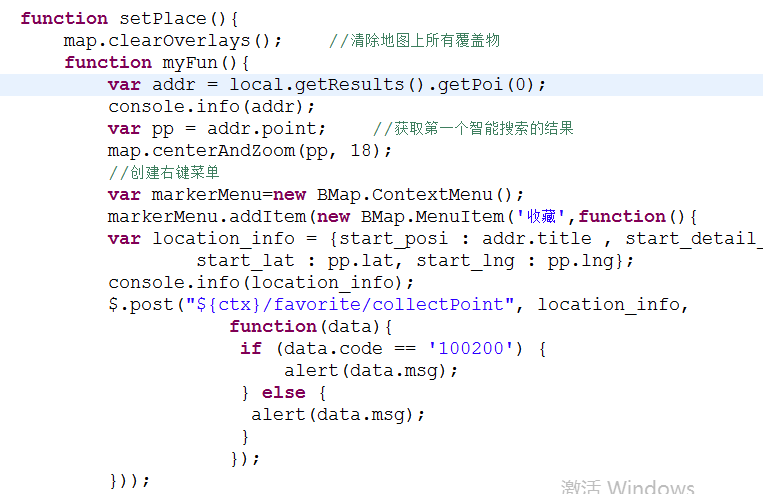 function setPlace(){
map.clearOverlays();    //清除地图上所有覆盖物
function myFun(){
var addr = local.getResults().getPoi(0);
console.info(addr);
var pp = addr.point;    //获取第一个智能搜索的结果
map.centerAndZoom(pp, 18);
//创建右键菜单
var markerMenu=new BMap.ContextMenu();
markerMenu.addItem(new BMap.MenuItem('收藏',function(){
var location_info = {start_posi : addr.title , start_detail_
start_lat : pp.lat, start_lng : pp.lng};
console.info(location_info);
$.post("${ctx}/favorite/collectPoint", location_info,
function(data){
if (data.code == '100200') {
alert(data.msg);
} else {
alert(data.msg);
}
});
}));
激活 Windows